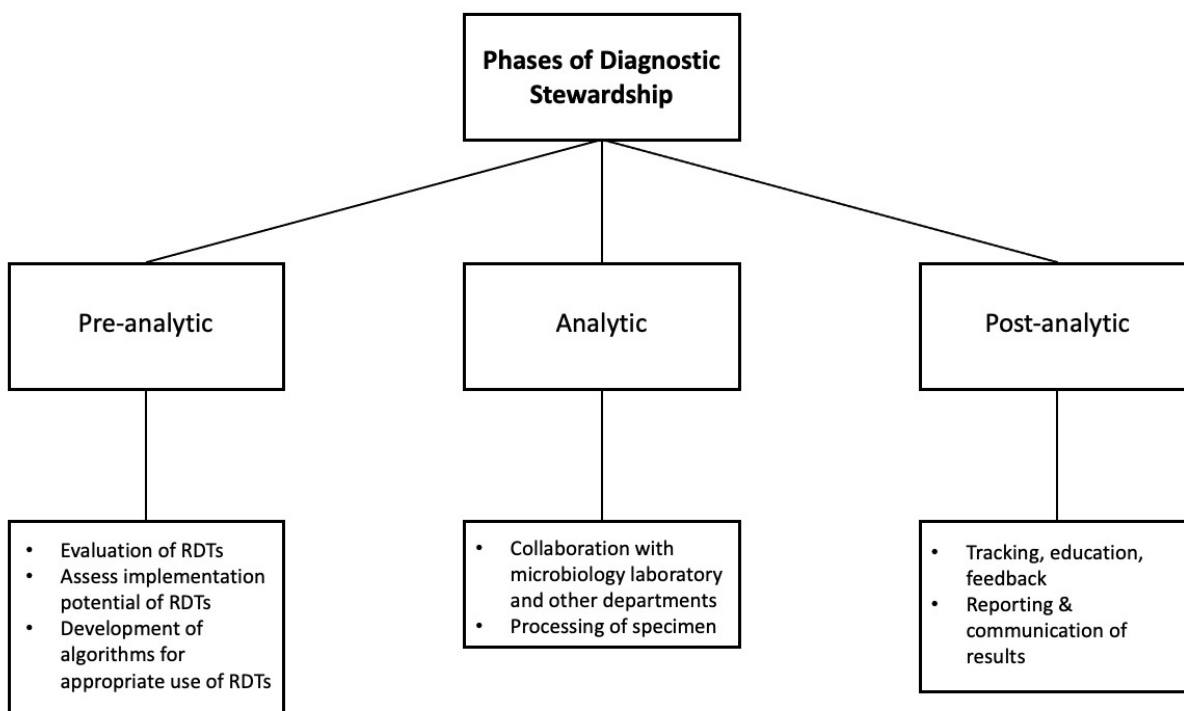 Phases of Diagnostic
Stewardship
Pre-analytic
Analytic
Post-analytic
• Evaluation of RDTs
• Assess implementation
potential of RDTs
• Development of
algorithms for
appropriate use of RDTs
• Collaboration with
microbiology laboratory
and other departments
• Processing of specimen
• Tracking, education,
feedback
• Reporting &
communication of
results